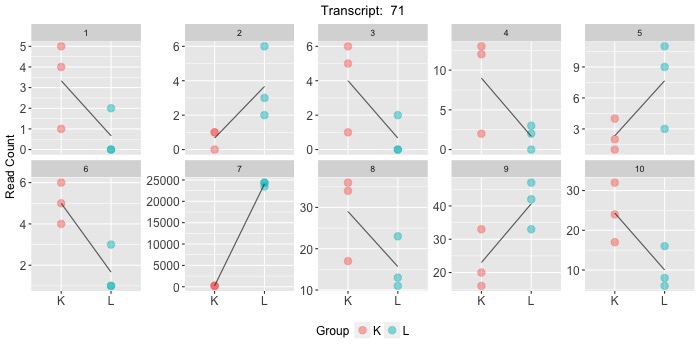 Transcript: 71
1 2 3 4 5
5 4 3 2 1 0
6 4 2 0
6 4 2 0
10 5 0
9 6 3
Read Count
6 7 8 9 10
6 4 2
25000 20000 15000 10000 5000 0
30 20 10
40 30 20
30 20 10
K L K L K L K L K L
Group K L